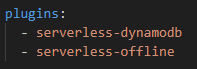 plugins:
  - serverless-dynamodb
  - serverless-offline